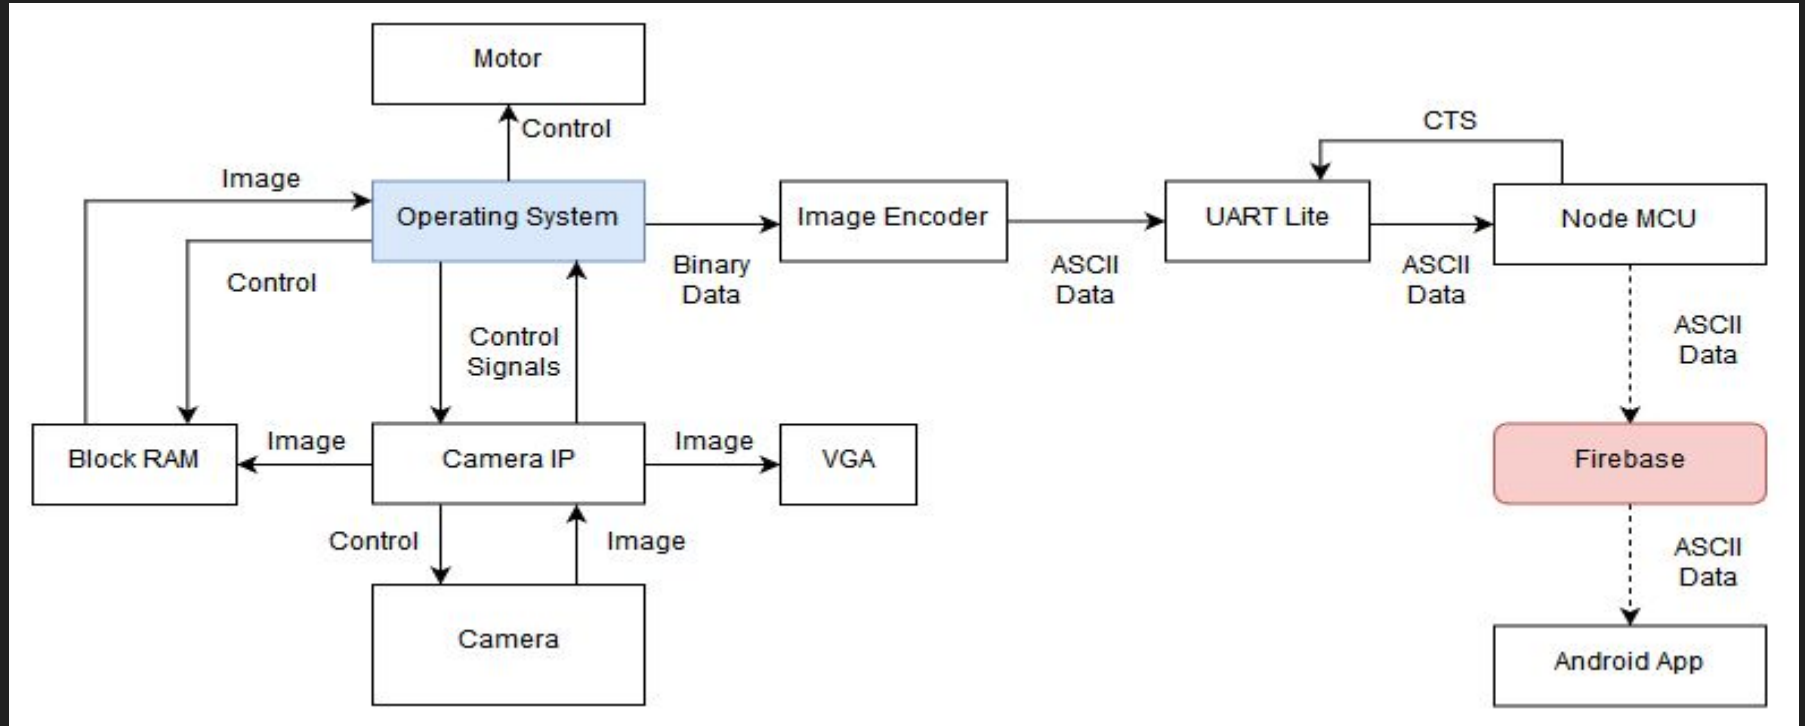 Motor
Control
CTS
Image
Operating System
Image Encoder
UART Lite
Node MCU
Control
Binary
Data
ASCII
Data
ASCII
Data
Control
Signals
ASCII
Data
Block RAM
Image
Camera IP
Image
VGA
Firebase
Control
Image
ASCII
Data
Camera
Android App